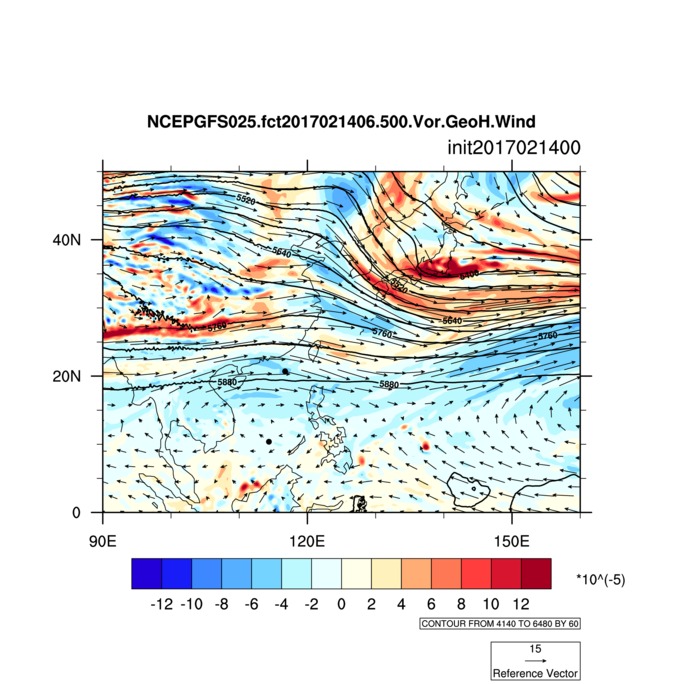 NCEPGFS025.fct2017021406.500.Vor.GeoH.Wind
init2017021400
5520
40N
5640
5400
5520
5640
5760
5760
5760
20N
5880
5880
0
90E 120E 150E
-12 -10 -8 -6 -4 -2 0 2 4 6 8 10 12
*10^(-5)
CONTOUR FROM 4140 TO 6480 BY 60
15
Reference Vector